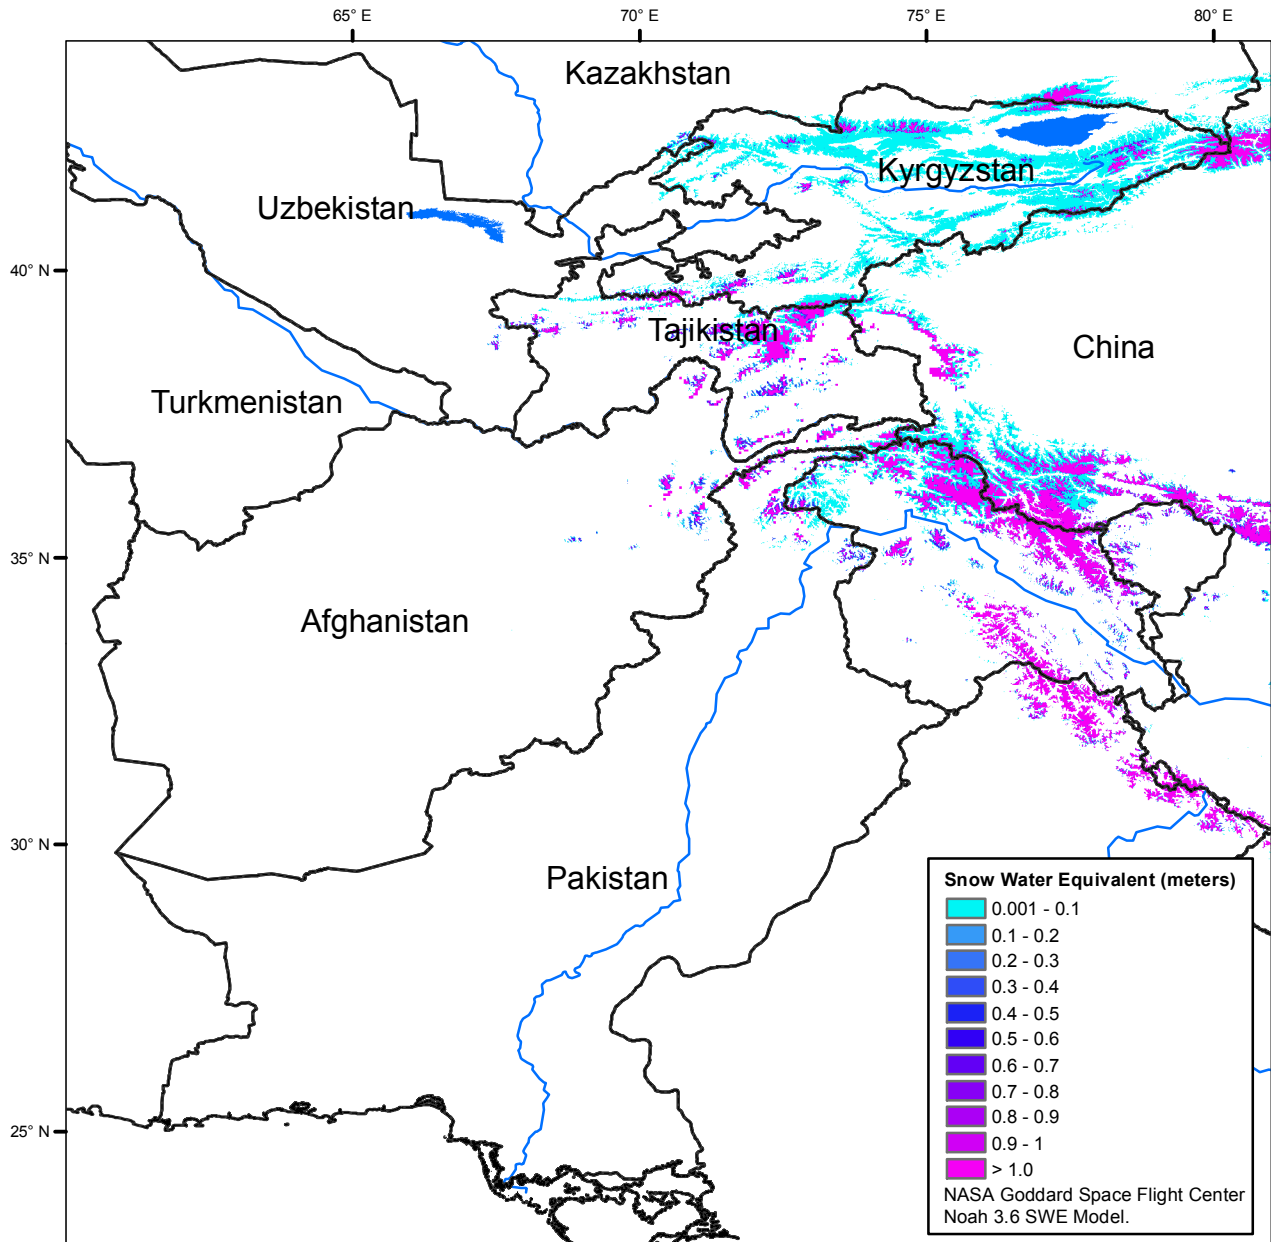 65° E
70° E
75° E
80° E
Kazakhstan
Kyrgyzstan
Uzbekistan
40° N
Tajikistan
China
Turkmenistan
35° N
Afghanistan
30° N
Pakistan
25° N
Snow Water Equivalent (meters)
0.001 - 0.1
0.1 - 0.2
0.2 - 0.3
0.3 - 0.4
0.4 - 0.5
0.5 - 0.6
0.6 - 0.7
0.7 - 0.8
0.8 - 0.9
0.9 - 1
> 1.0
NASA Goddard Space Flight Center
Noah 3.6 SWE Model.